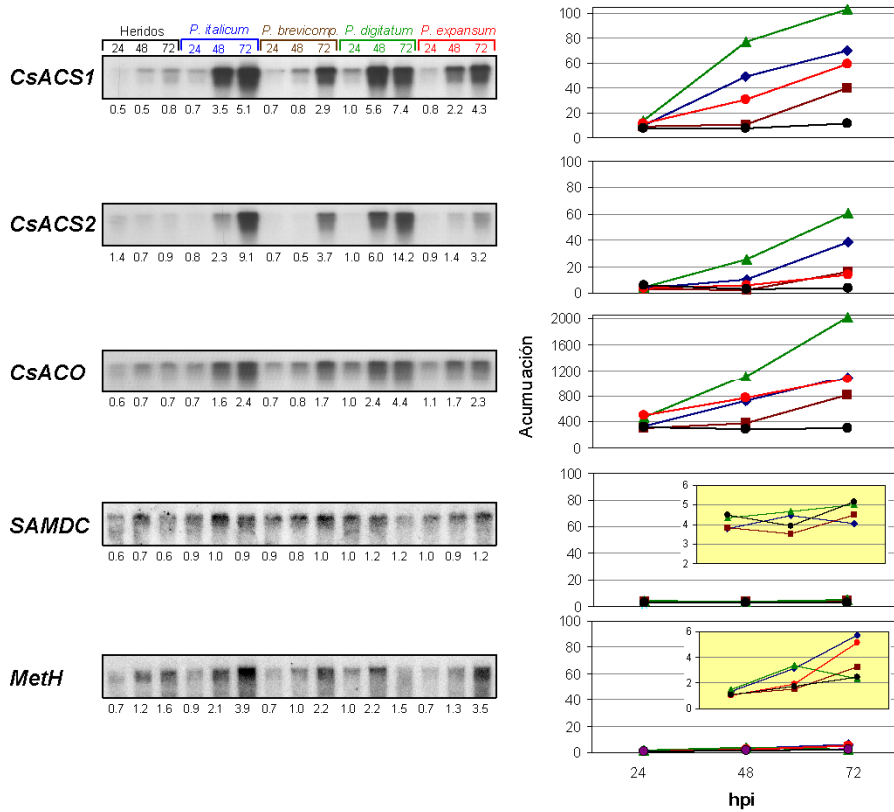 Heridos P. italicum P. brevicomp. P. digitatum P. expansum
24 48 72 24 48 72 24 48 72 24 48 72 24 48 72
CsACS1
0.5 0.5 0.8 0.7 3.5 5.1 0.7 0.8 2.9 1.0 5.6 7.4 0.8 2.2 4.3
CsACS2
1.4 0.7 0.9 0.8 2.3 9.1 0.7 0.5 3.7 1.0 6.0 14.2 0.9 1.4 3.2
CsACO
0.6 0.7 0.7 0.7 1.6 2.4 0.7 0.8 1.7 1.0 2.4 4.4 1.1 1.7 2.3
SAMDC
0.6 0.7 0.6 0.9 1.0 0.9 0.9 0.8 1.0 1.0 1.2 1.2 1.0 0.9 1.2
MetH
0.7 1.2 1.6 0.9 2.1 3.9 0.7 1.0 2.2 1.0 2.2 1.5 0.7 1.3 3.5
Acumuación
100
80
60
40
20
0
100
80
60
40
20
0
2000
1600
1200
800
400
0
100
80
60
40
20
0
6
5
4
3
2
100
80
60
40
20
0
6
4
2
0
24 48 72
hpi